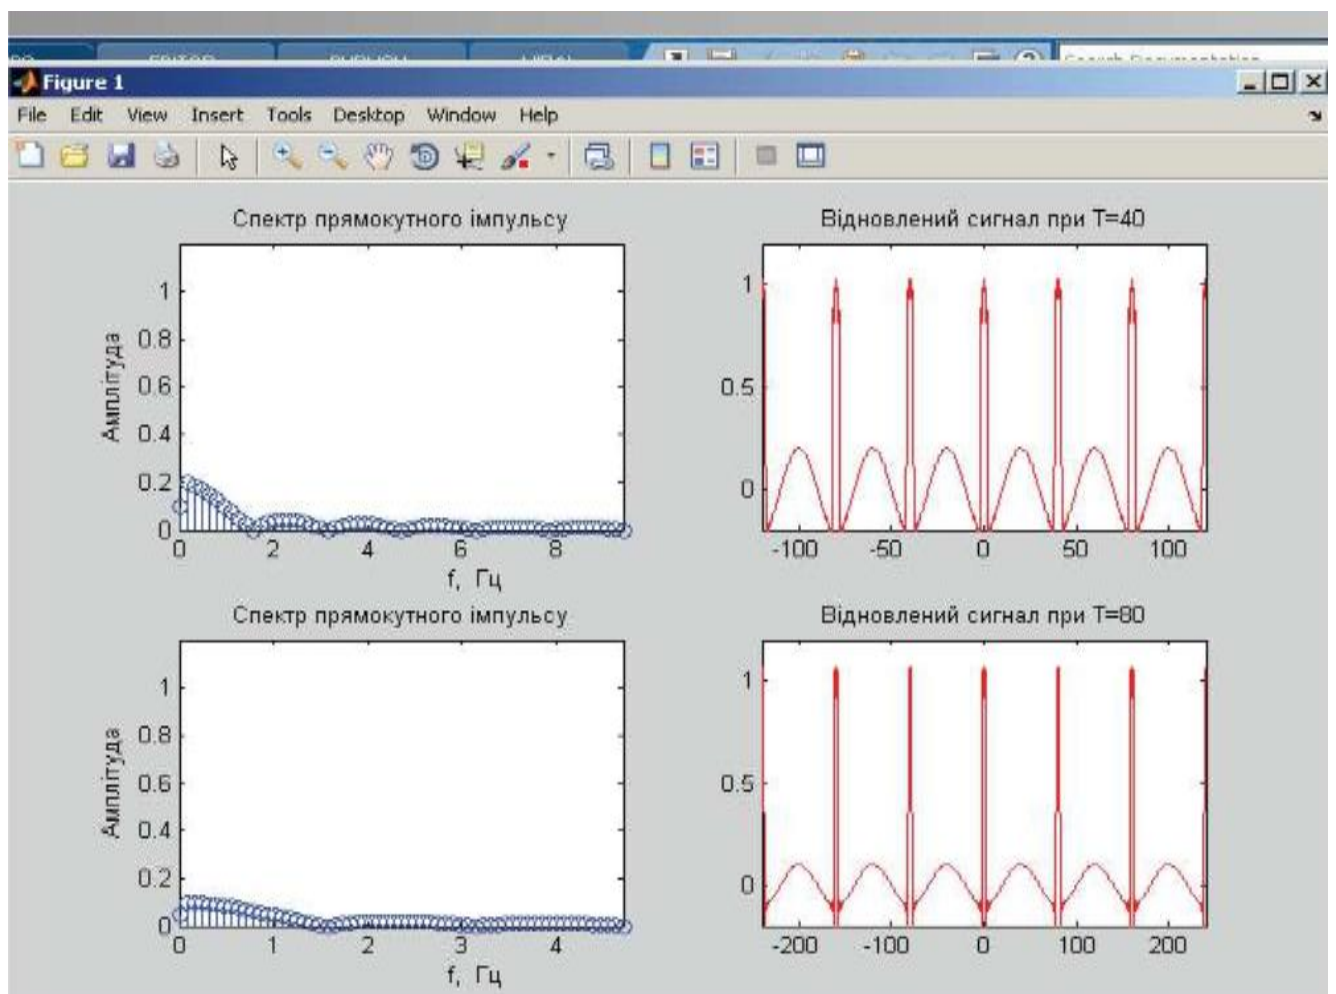 Figure 1
File Edit View Insert Tools Desktop Window Help
Спектр прямокутного імпульсу
Амплітуда
1
0.8
0.6
0.4
0.2
0
0 2 4 6 8
f, Гц
Відновлений сигнал при T=40
1
0.5
0
-100 -50 0 50 100
Спектр прямокутного імпульсу
Амплітуда
1
0.8
0.6
0.4
0.2
0
0 1 2 3 4
f, Гц
Відновлений сигнал при T=80
1
0.5
0
-200 -100 0 100 200